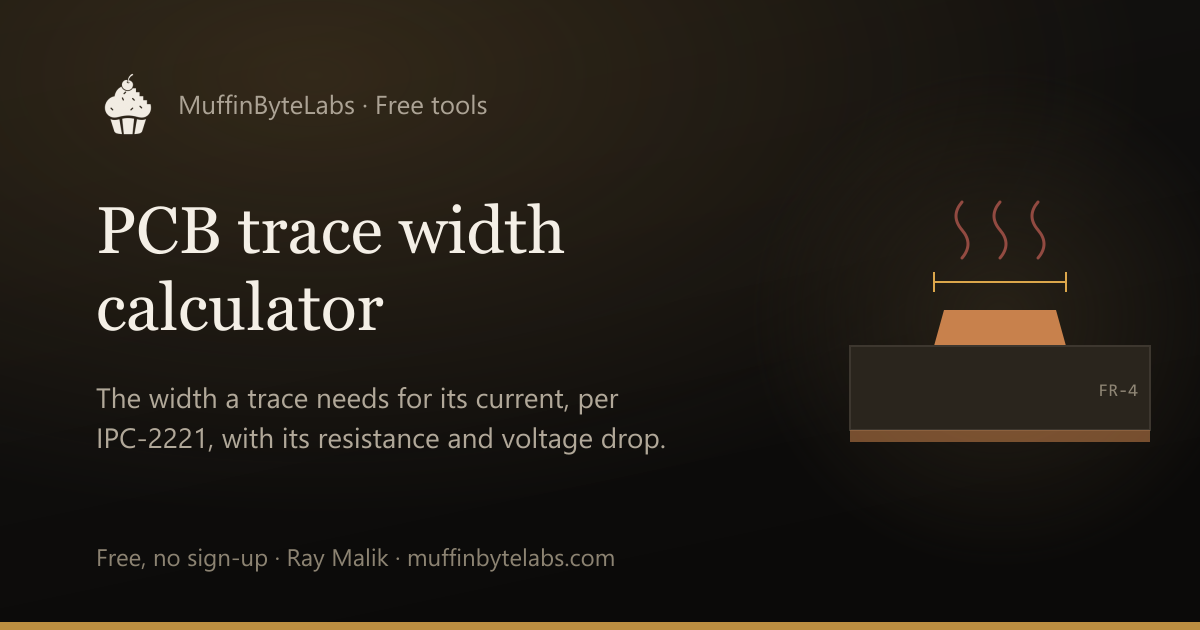 MuffinByteLabs · Free tools
PCB trace width
calculator
The width a trace needs for its current, per
IPC-2221, with its resistance and voltage drop.
FR-4
Free, no sign-up · Ray Malik · muffinbytelabs.com